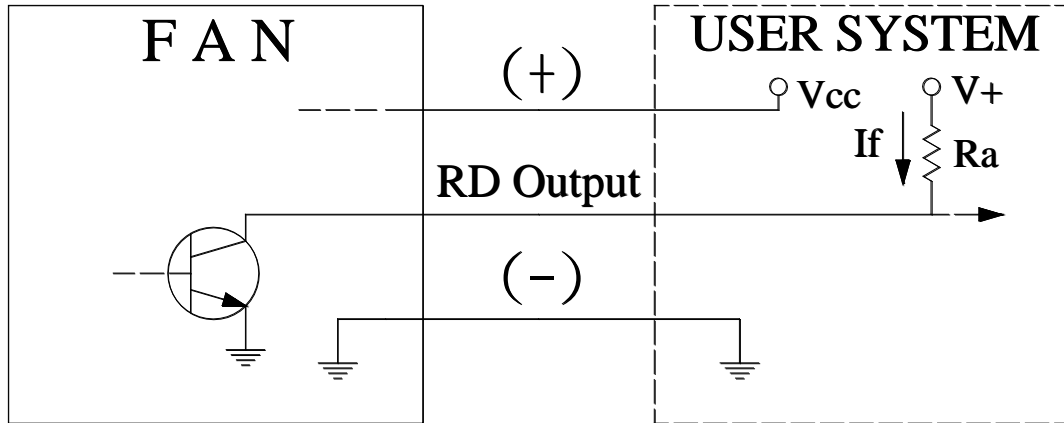 F A N
USER SYSTEM
(+)
Vcc
V+
If
Ra
RD Output
(-)